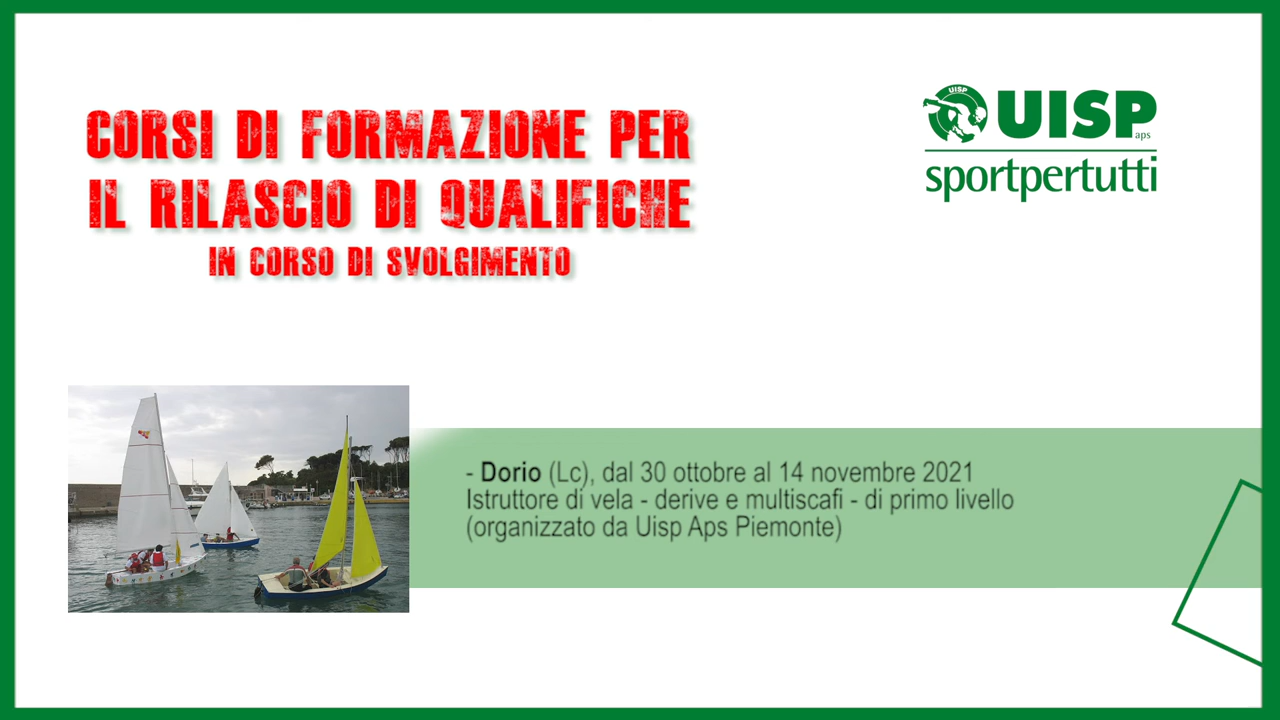 CORSI DI FORMAZIONE PER
IL RILASCIO DI QUALIFICHE
IN CORSO DI SVOLGIMENTO
UISP
UISP
aps
sportpertutti
- Dorio (Lc), dal 30 ottobre al 14 novembre 2021
Istruttore di vela - derive e multiscafi - di primo livello
(organizzato da Uisp Aps Piemonte)